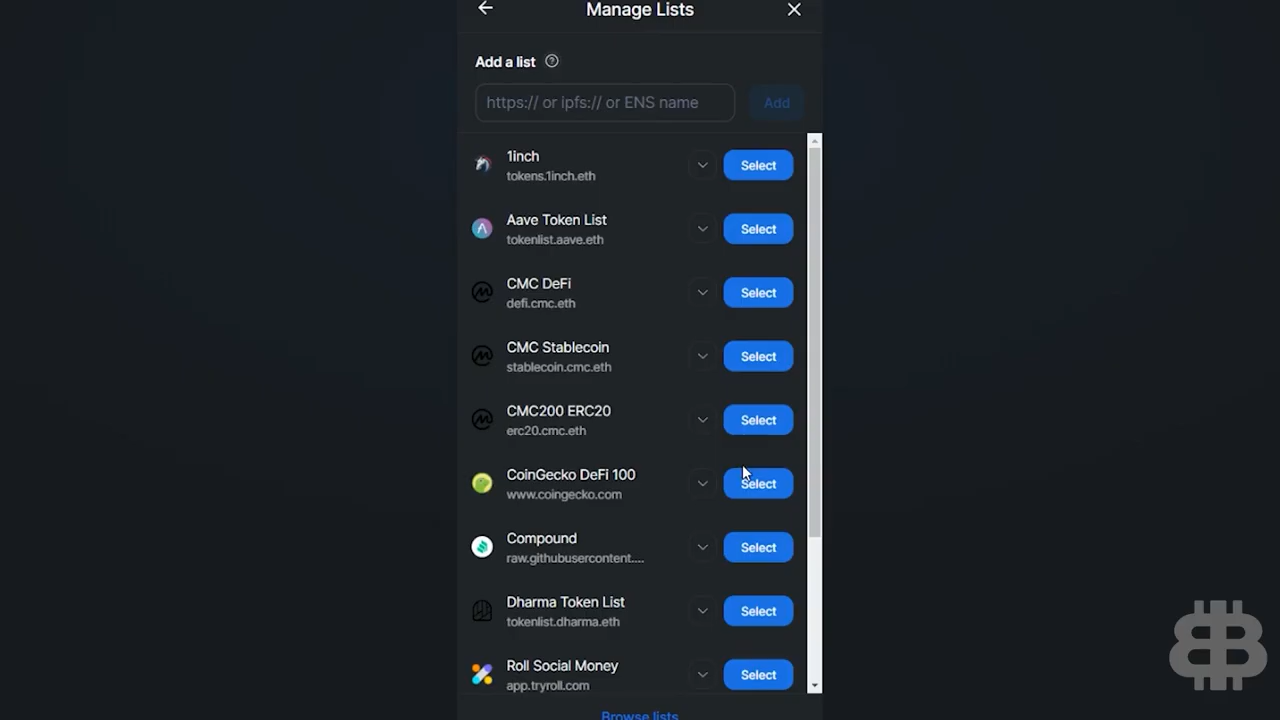 Manage Lists
Add a list
https:// or ipfs:// or ENS name
Add
1inch
tokens.1inch.eth
Select
Aave Token List
tokenlist.aave.eth
Select
CMC DeFi
defi.cmc.eth
Select
CMC Stablecoin
stablecoin.cmc.eth
Select
CMC200 ERC20
erc20.cmc.eth
Select
CoinGecko DeFi 100
www.coingecko.com
Select
Compound
raw.githubusercontent....
Select
Dharma Token List
tokenlist.dharma.eth
Select
Roll Social Money
app.tryroll.com
Select
Browse lists